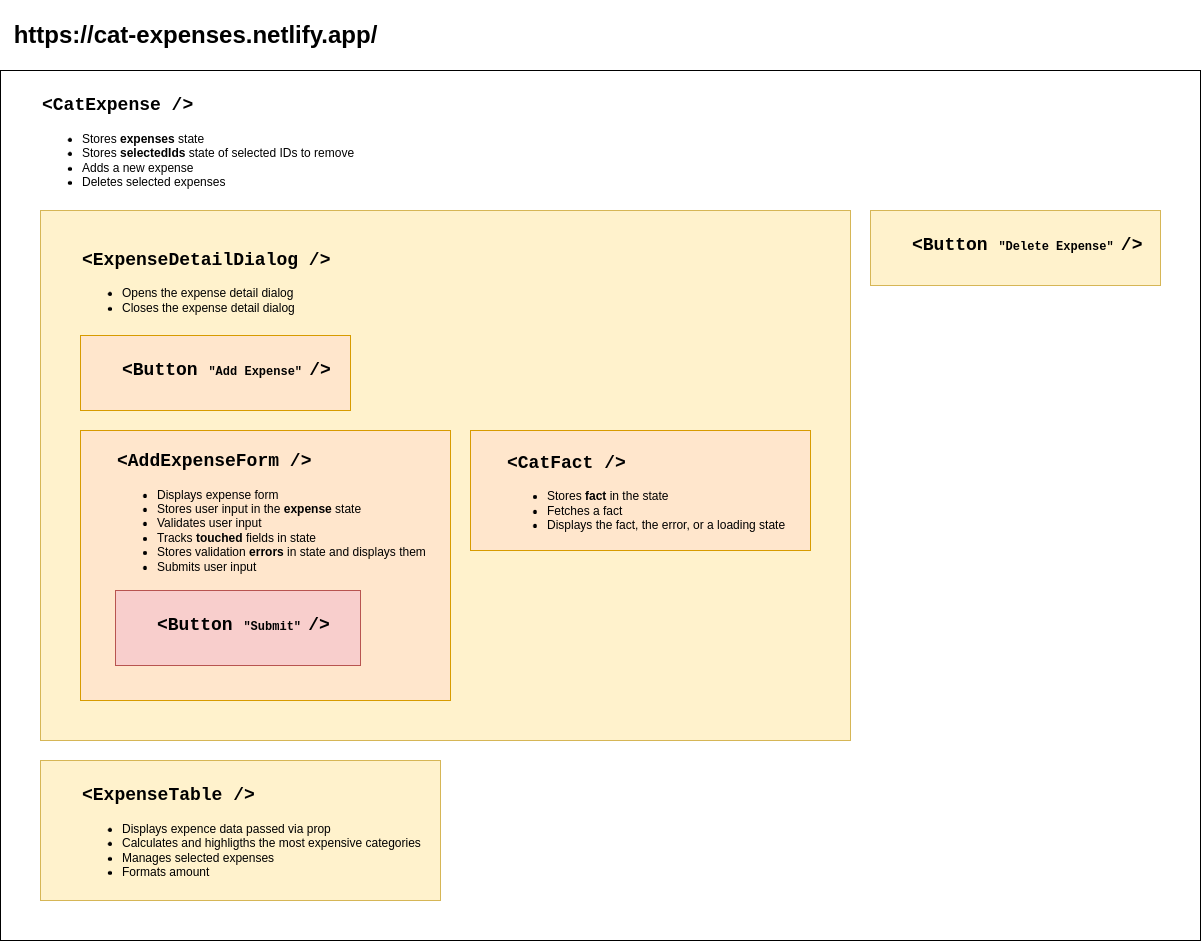 https://cat-expenses.netlify.app/
<CatExpense />
Stores expenses state
Stores selectedIds state of selected IDs to remove
Adds a new expense
Deletes selected expenses
<ExpenseDetailDialog />
Opens the expense detail dialog
Closes the expense detail dialog
<Button "Delete Expense" />
<Button "Add Expense" />
<AddExpenseForm />
Displays expense form
Stores user input in the expense state
Validates user input
Tracks touched fields in state
Stores validation errors in state and displays them
Submits user input
<Button "Submit" />
<CatFact />
Stores fact in the state
Fetches a fact
Displays the fact, the error, or a loading state
<ExpenseTable />
Displays expence data passed via prop
Calculates and highligths the most expensive categories
Manages selected expenses
Formats amount